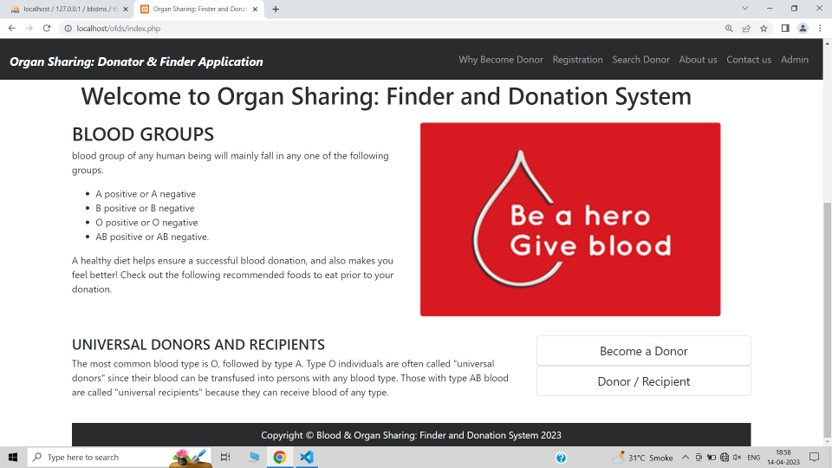 localhost / 127.0.0.1 / bbdms / t
Organ Sharing: Finder and Dona
localhost/ofds/index.php
Organ Sharing: Donator & Finder Application
Why Become Donor Registration Search Donor About us Contact us Admin
Welcome to Organ Sharing: Finder and Donation System
BLOOD GROUPS
blood group of any human being will mainly fall in any one of the following
groups.
A positive or A negative
B positive or B negative
O positive or O negative
AB positive or AB negative.
A healthy diet helps ensure a successful blood donation, and also makes you
feel better! Check out the following recommended foods to eat prior to your
donation.
Be a hero
Give blood
UNIVERSAL DONORS AND RECIPIENTS
The most common blood type is O, followed by type A. Type O individuals are often called "universal
donors" since their blood can be transfused into persons with any blood type. Those with type AB blood
are called "universal recipients" because they can receive blood of any type.
Become a Donor
Donor / Recipient
Copyright © Blood & Organ Sharing: Finder and Donation System 2023
Type here to search
31°C Smoke
ENG
18:58
14-04-2023